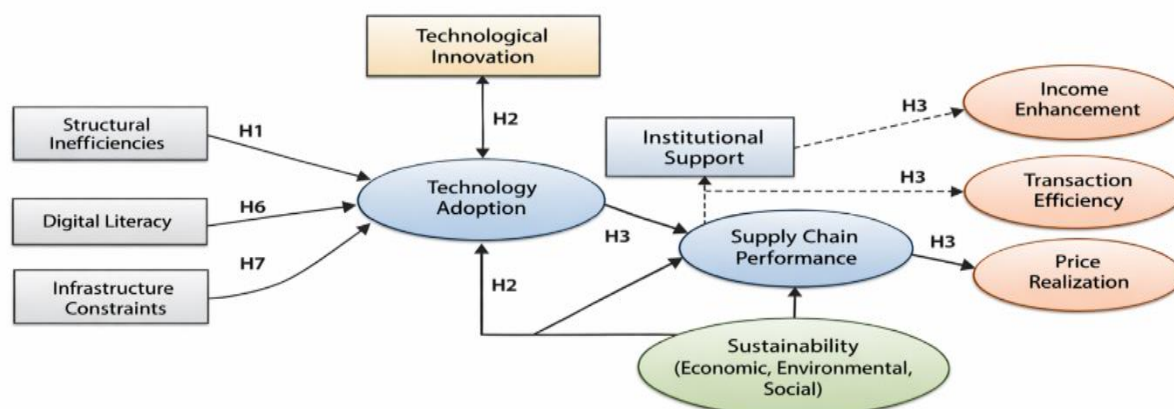 Technological
Innovation
H2
Structural
Inefficiencies
H1
Digital Literacy
H6
Infrastructure
Constraints
H7
Technology
Adoption
H2
H3
Institutional
Support
Supply Chain
Performance
Sustainability
(Economic, Environmental,
Social)
H3
Income
Enhancement
H3
Transaction
Efficiency
H3
Price
Realization